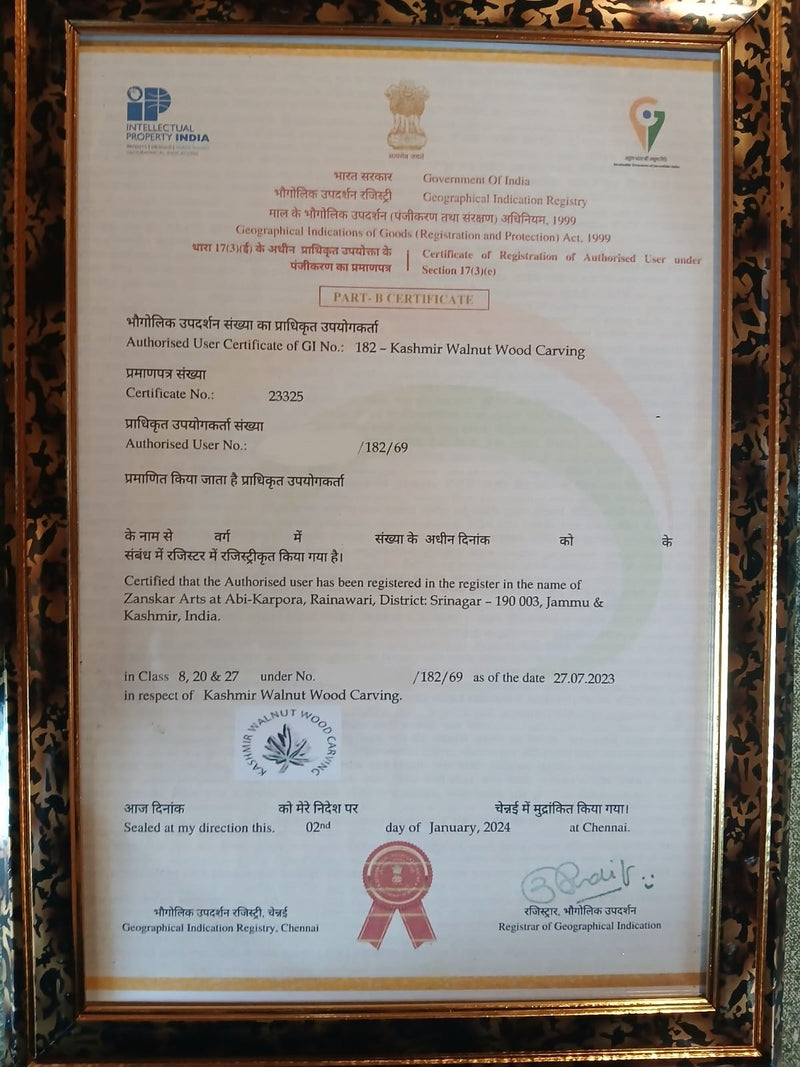 iP
INTELLECTUAL
PROPERTY INDIA
सत्यमेव जयते
भारत सरकार Government Of India
भौगोलिक उपदर्शन रजिस्ट्री Geographical Indication Registry
माल के भौगोलिक उपदर्शन (पंजीकरण तथा संरक्षण) अधिनियम, 1999
Geographical Indications of Goods (Registration and Protection) Act, 1999
धारा 17(3)(ई) के अधीन प्राधिकृत उपयोक्ता के
पंजीकरण का प्रमाणपत्र
Certificate of Registration of Authorised User under
Section 17(3)(e)
PART- B CERTIFICATE
भौगोलिक उपदर्शन संख्या का प्राधिकृत उपयोगकर्ता
Authorised User Certificate of GI No.: 182 – Kashmir Walnut Wood Carving
प्रमाणपत्र संख्या
Certificate No.: 23325
प्राधिकृत उपयोगकर्ता संख्या
Authorised User No.: /182/69
प्रमाणित किया जाता है प्राधिकृत उपयोगकर्ता
के नाम से वर्ग में संख्या के अधीन दिनांक को के
संबंध में रजिस्टर में रजिस्ट्रीकृत किया गया है।
Certified that the Authorised user has been registered in the register in the name of
Zanskar Arts at Abi-Karpora, Rainawari, District: Srinagar – 190 003, Jammu &
Kashmir, India.
in Class 8, 20 & 27 under No. /182/69 as of the date 27.07.2023
in respect of Kashmir Walnut Wood Carving.
KASHMIR WALNUT WOOD CARVING
आज दिनांक को मेरे निदेश पर चेन्नई में मुद्रांकित किया गया।
Sealed at my direction this. 02nd day of January, 2024 at Chennai.
भौगोलिक उपदर्शन रजिस्ट्री, चेन्नई
Geographical Indication Registry, Chennai
रजिस्ट्रार, भौगोलिक उपदर्शन
Registrar of Geographical Indication